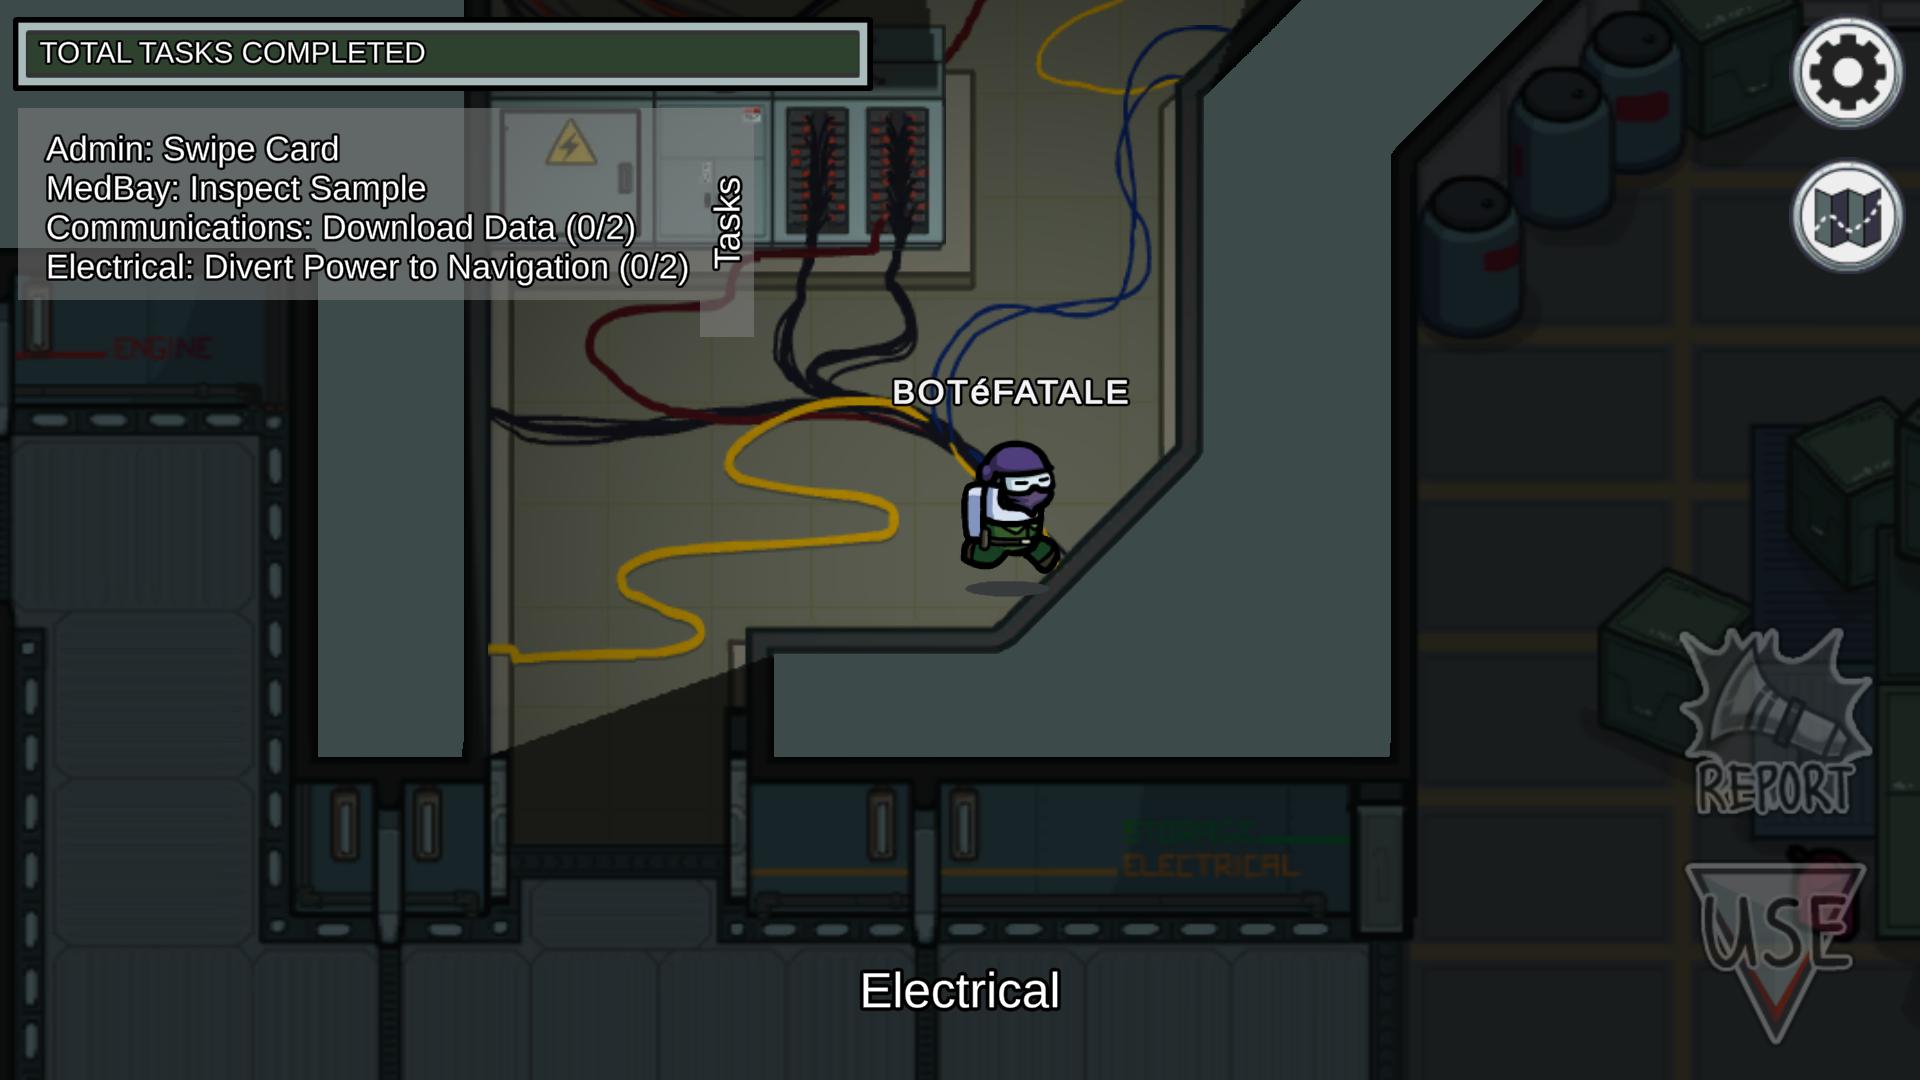 TOTAL TASKS COMPLETED
Admin: Swipe Card
MedBay: Inspect Sample
Communications: Download Data (0/2)
Electrical: Divert Power to Navigation (0/2)
Tasks
ENGINE
BOTéFATALE
REPORT
STORAGE
ELECTRICAL
USE
Electrical